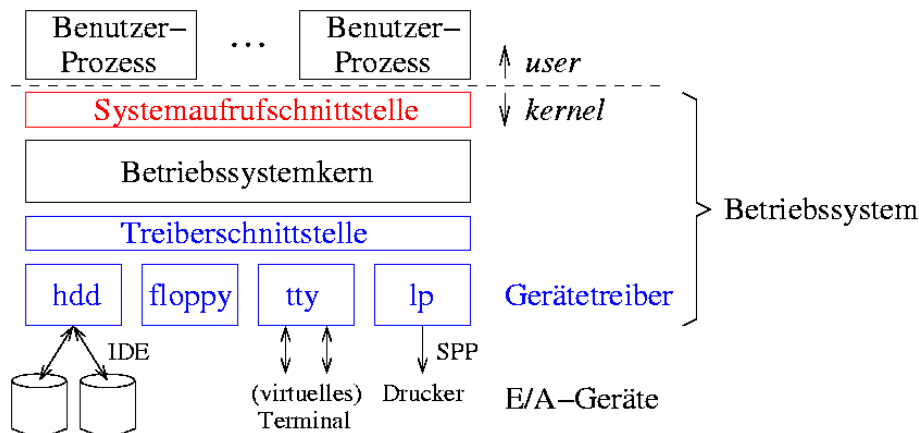 Benutzer–
Prozess
...
Benutzer–
Prozess
user
Systemaufrufschnittstelle
kernel
Betriebssystemkern
Betriebssystem
Treiberschnittstelle
hdd
floppy
tty
lp
Gerätetreiber
IDE
SPP
(virtuelles)
Terminal
Drucker
E/A–Geräte